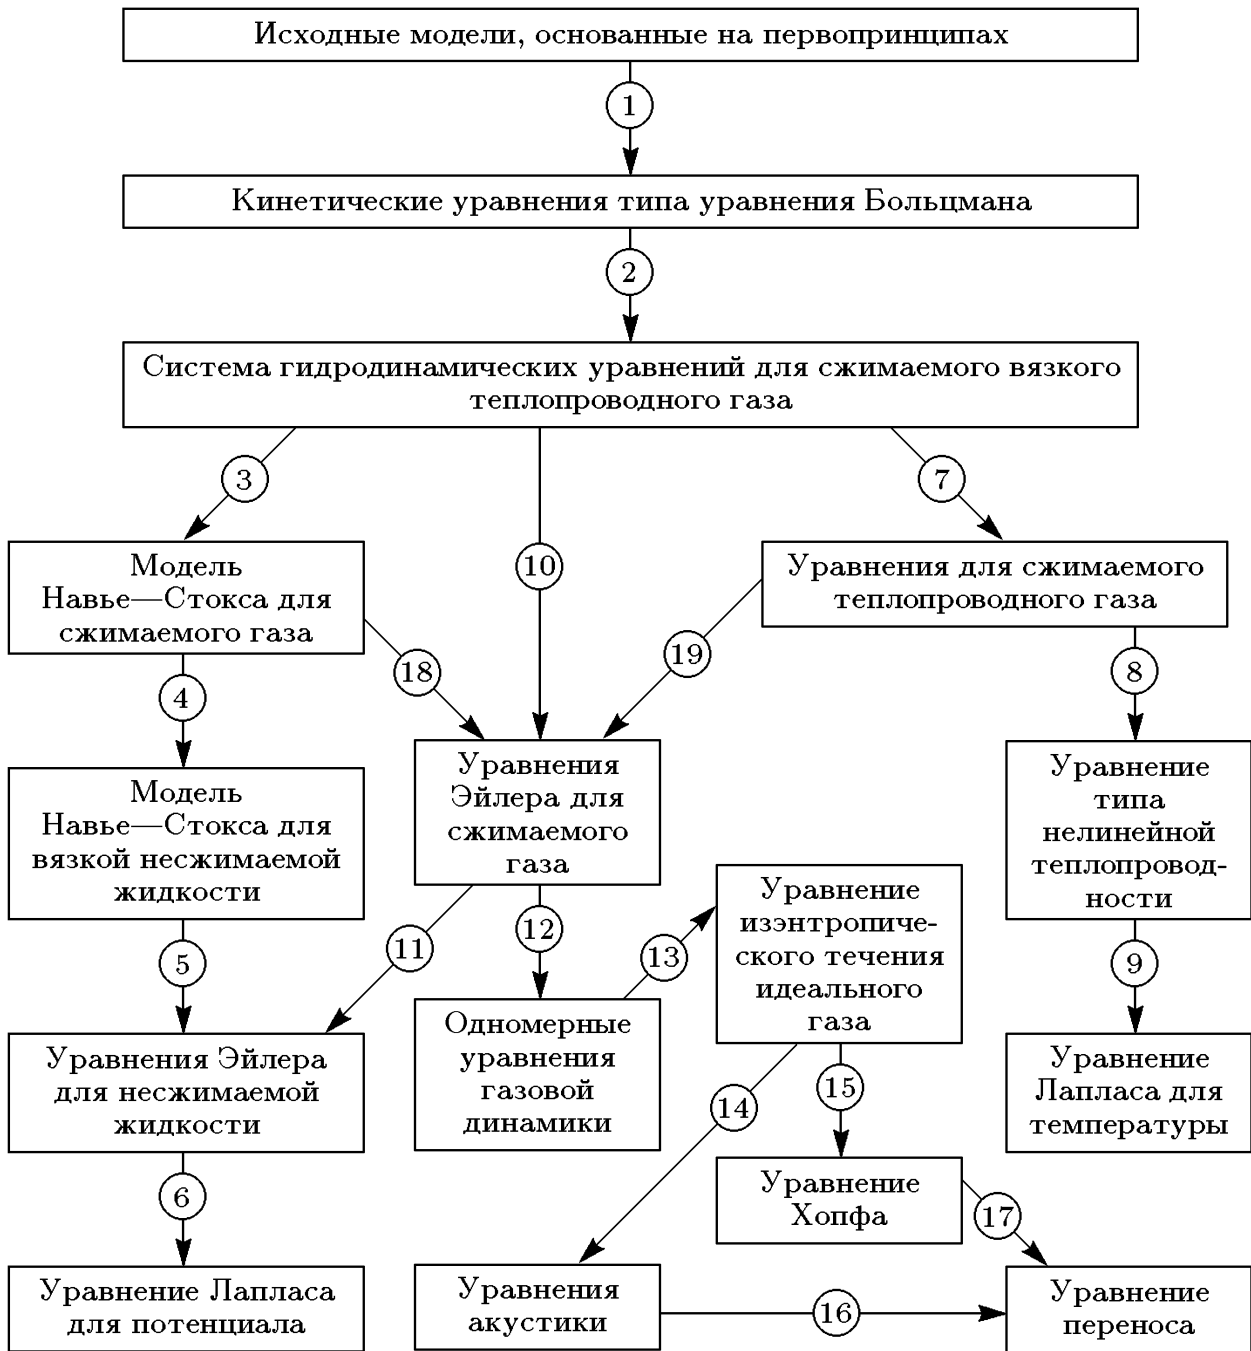 Исходные модели, основанные на первопринципах
1
Кинетические уравнения типа уравнения Больцмана
2
Система гидродинамических уравнений для сжимаемого вязкого
теплопроводного газа
3
7
10
Модель
Навье—Стокса для
сжимаемого газа
Уравнения для сжимаемого
теплопроводного газа
18
19
4
8
Модель
Навье—Стокса для
вязкой несжимаемой
жидкости
Уравнения
Эйлера для
сжимаемого
газа
Уравнение
типа
нелинейной
теплопровод-
ности
5
11
12
13
Уравнение
изэнтропиче-
ского течения
идеального
газа
9
Уравнения Эйлера
для несжимаемой
жидкости
Одномерные
уравнения
газовой
динамики
Уравнение
Лапласа для
температуры
14
15
6
Уравнение
Хопфа
17
Уравнение Лапласа
для потенциала
Уравнения
акустики
16
Уравнение
переноса